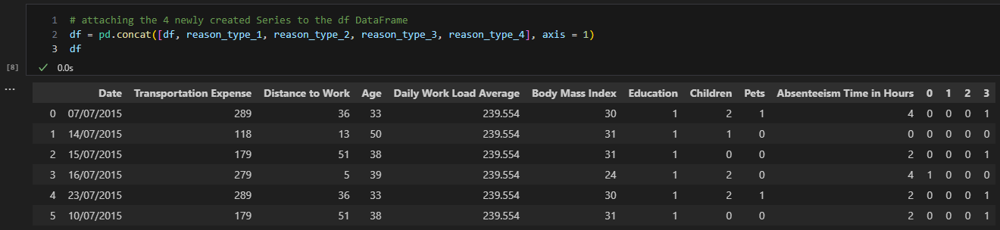 1 # attaching the 4 newly created Series to the df DataFrame
2 df = pd.concat([df, reason_type_1, reason_type_2, reason_type_3, reason_type_4], axis = 1)
3 df
[8] 0.0s
...
Date Transportation Expense Distance to Work Age Daily Work Load Average Body Mass Index Education Children Pets Absenteeism Time in Hours 0 1 2 3
0 07/07/2015 289 36 33 239.554 30 1 2 1 4 0 0 0 1
1 14/07/2015 118 13 50 239.554 31 1 1 0 0 0 0 0 0
2 15/07/2015 179 51 38 239.554 31 1 0 0 2 0 0 0 1
3 16/07/2015 279 5 39 239.554 24 1 2 0 4 1 0 0 0
4 23/07/2015 289 36 33 239.554 30 1 2 1 2 0 0 0 1
5 10/07/2015 179 51 38 239.554 31 1 0 0 2 0 0 0 1